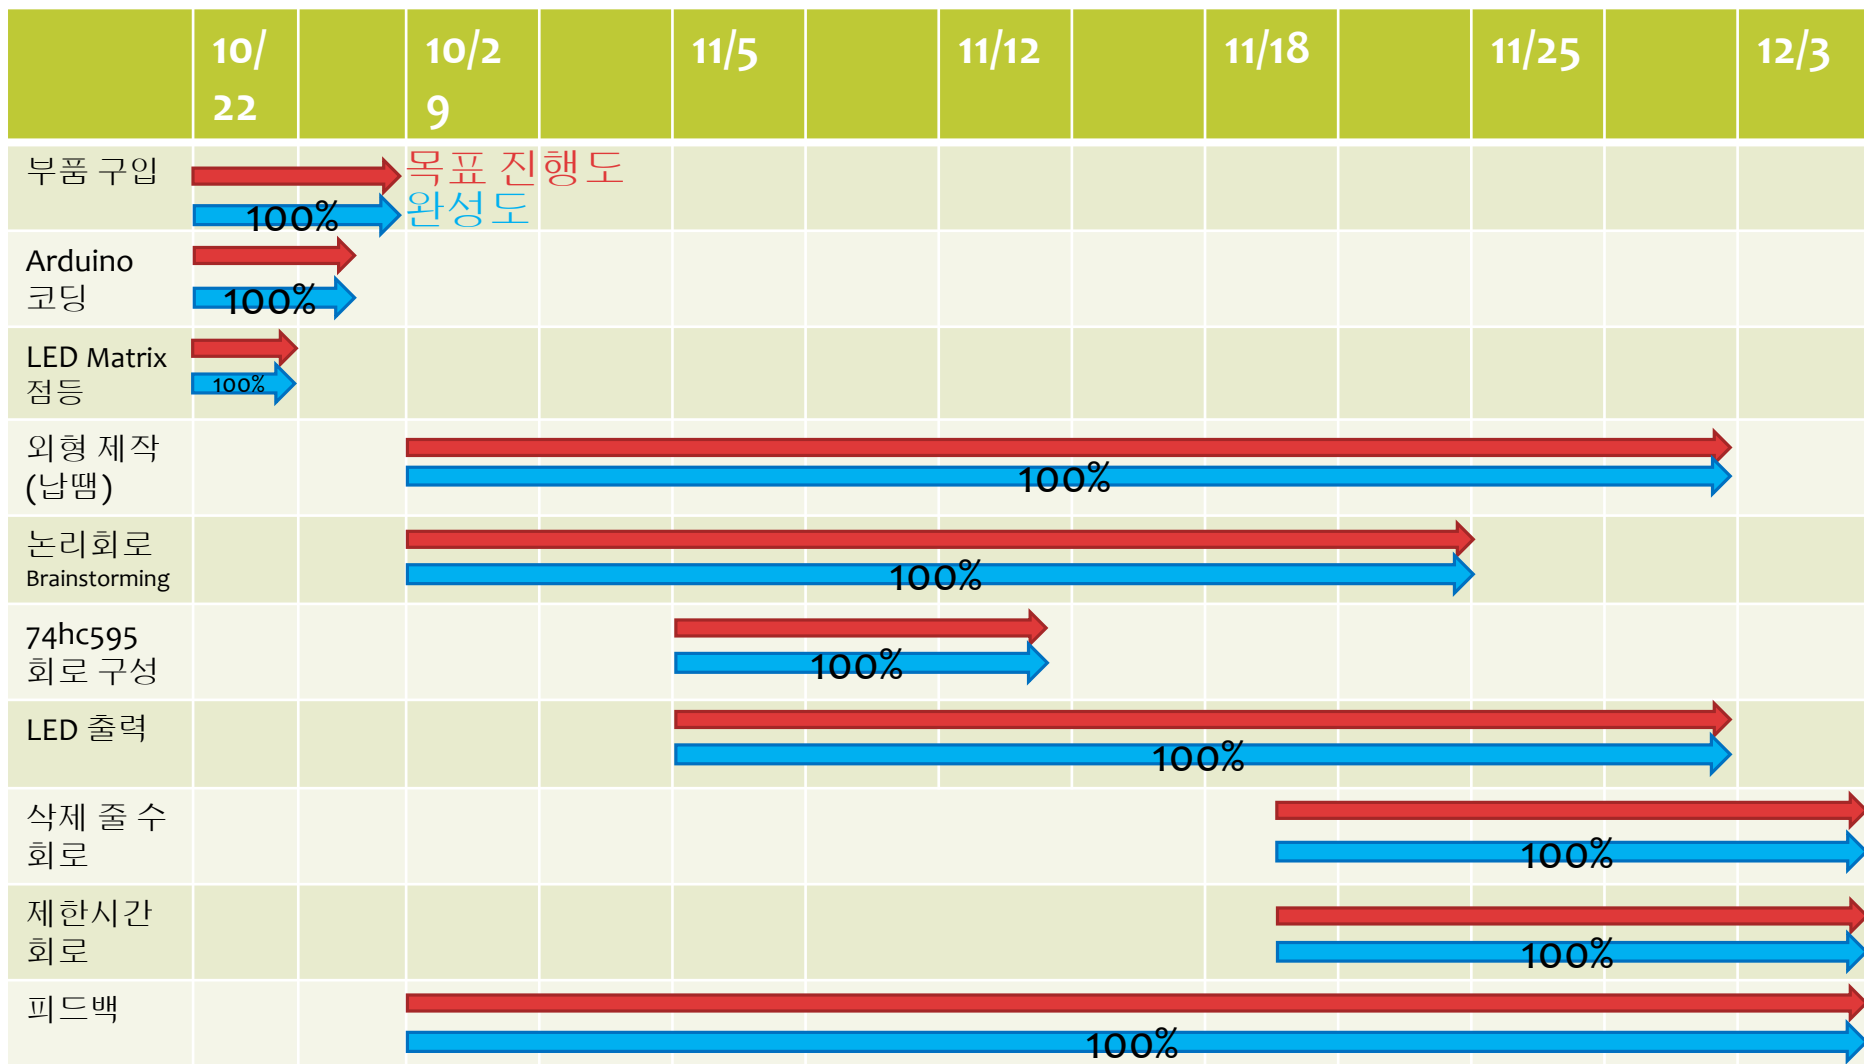 10/
22
10/2
9
11/5
11/12
11/18
11/25
12/3
부품 구입
목표 진행도
완성도
100%
Arduino
코딩
100%
LED Matrix
점등
100%
외형 제작
(납땜)
100%
논리회로
Brainstorming
100%
74hc595
회로 구성
100%
LED 출력
100%
삭제 줄 수
회로
100%
제한시간
회로
100%
피드백
100%